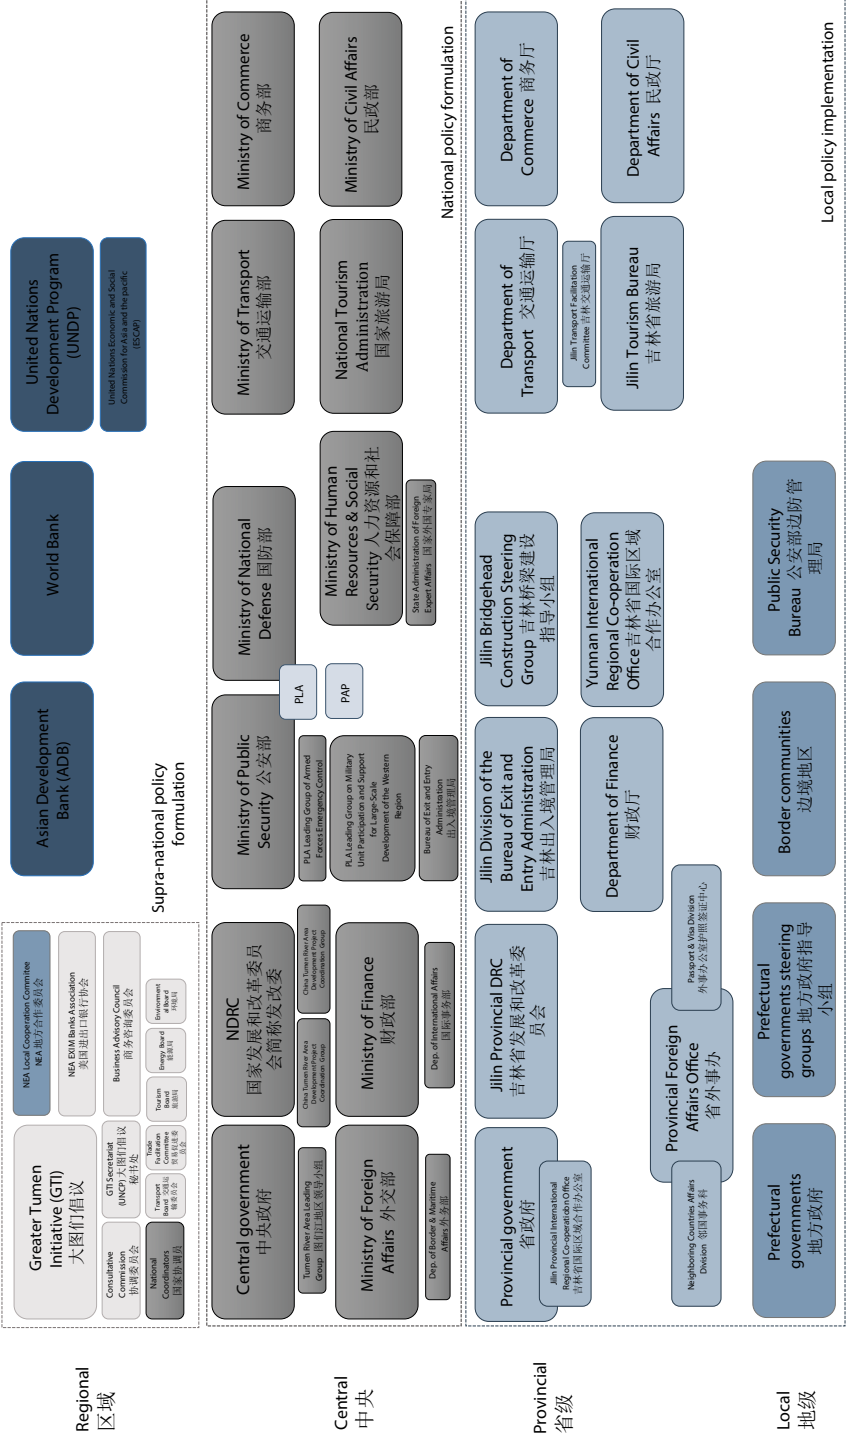 Regional
区域
Greater Tumen
Initiative (GTI)
大图们倡议
Consultative
Commission
协调委员会
GTI Secretariat
(UNCP) 大图们倡议
秘书处
National
Coordinators
国家协调员
Transport
Board 交通运
输委员会
Trade
Facilitation
Committee
贸易促进委
员会
Tourism
Board
旅游局
Energy Board
能源局
Environment
al Board
环境局
NEA Local Cooperation Committee
NEA 地方合作委员会
NEA EXIM Banks Association
美国进出口银行协会
Business Advisory Council
商务咨询委员会
Supra-national policy
formulation
Asian Development
Bank (ADB)
World Bank
United Nations
Development Program
(UNDP)
United Nations Economic and Social
Commission for Asia and the pacific
(ESCAP)
Central
中央
Central government
中央政府
Tumen River Area Leading
Group 图们江地区领导小组
Ministry of Foreign
Affairs 外交部
Dep. of Border & Maritime
Affairs 外务部
NDRC
国家发展和改革委员
会简称发改委
China Tumen River Area
Development Project
Coordination Group
China Tumen River Area
Development Project
Coordination Group
Ministry of Finance
财政部
Dep. of International Affairs
国际事务部
Ministry of Public
Security 公安部
PLA Leading Group of Armed
Forces Emergency Control
PLA Leading Group on Military
Unit Participation and Support
for Large-Scale
Development of the Western
Region
Bureau of Exit and Entry
Administration
出入境管理局
Ministry of National
Defense 国防部
PLA
PAP
Ministry of Human
Resources & Social
Security 人力资源和社
会保障部
State Administration of Foreign
Expert Affairs 国家外国专家局
Ministry of Transport
交通运输部
National Tourism
Administration
国家旅游局
Ministry of Commerce
商务部
Ministry of Civil Affairs
民政部
National policy formulation
Provincial
省级
Provincial government
省政府
Jilin Provincial International
Regional Co-operatiobn Office
吉林省国际区域合作办公室
Jilin Provincial DRC
吉林省发展和改革委
员会
Provincial Foreign
Affairs Office
省外事办
Neighboring Countries Affairs
Division 邻国事务科
Passport & Visa Division
外事办公室护照签证中心
Jilin Division of the
Bureau of Exit and
Entry Administration
吉林出入境管理局
Department of Finance
财政厅
Jilin Bridgehead
Construction Steering
Group 吉林桥梁建设
指导小组
Yunnan International
Regional Co-operation
Office 吉林省国际区域
合作办公室
Department of
Transport 交通运输厅
Jilin Transport Facilitation
Committee 吉林交通运输厅
Jilin Tourism Bureau
吉林省旅游局
Department of
Commerce 商务厅
Department of Civil
Affairs 民政厅
Local
地级
Prefectural
governments
地方政府
Prefectural
governments steering
groups 地方政府指导
小组
Border communities
边境地区
Public Security
Bureau 公安部边防管
理局
Local policy implementation